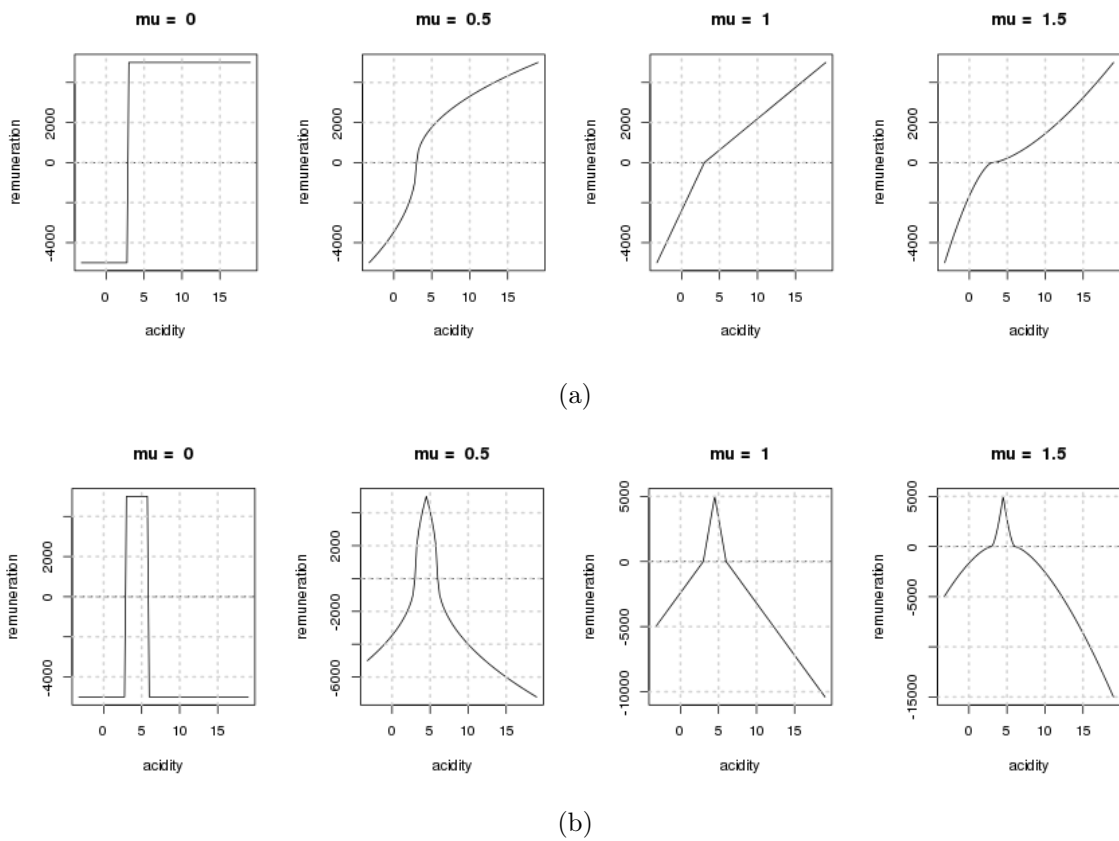 mu = 0
mu = 0.5
mu = 1
mu = 1.5
remuneration
-4000
0
2000
0 5 10 15
acidity
remuneration
-4000
0
2000
0 5 10 15
acidity
remuneration
-4000
0
2000
0 5 10 15
acidity
remuneration
-4000
0
2000
0 5 10 15
acidity
(a)
mu = 0
mu = 0.5
mu = 1
mu = 1.5
remuneration
-4000
0
2000
0 5 10 15
acidity
remuneration
-6000
-2000
2000
0 5 10 15
acidity
remuneration
-10000
-5000
0
5000
0 5 10 15
acidity
remuneration
-15000
-5000
0
5000
0 5 10 15
acidity
(b)